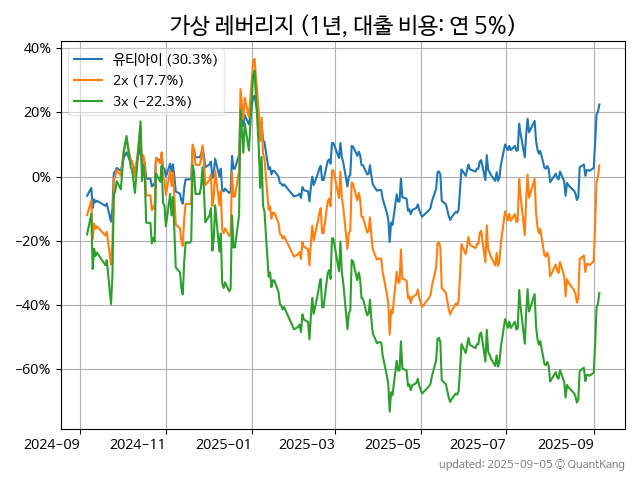 가상 레버리지 (1년, 대출 비용: 연 5%)
40%
20%
0%
−20%
−40%
−60%
유티아이 (30.3%)
2x (17.7%)
3x (−22.3%)
2024-09
2024-11
2025-01
2025-03
2025-05
2025-07
2025-09
updated: 2025-09-05 © QuantKang